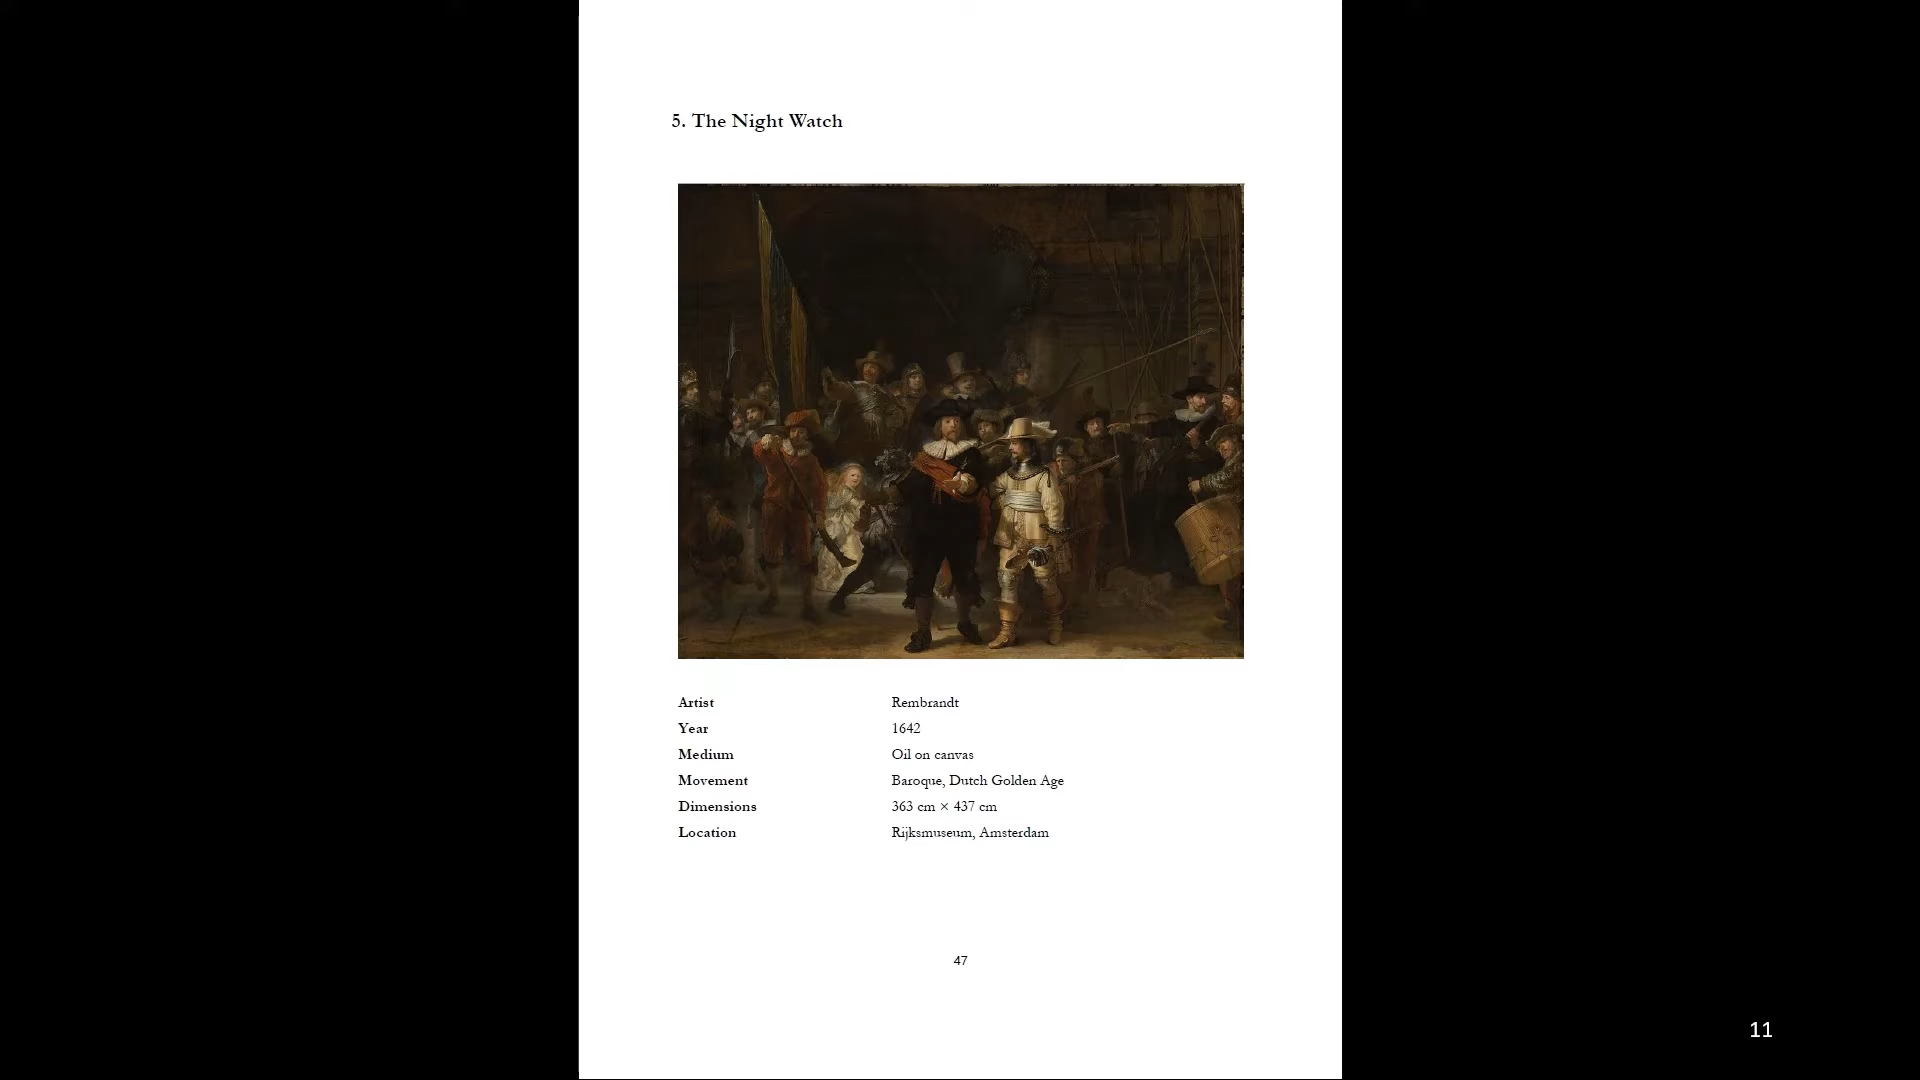 5. The Night Watch
Artist Rembrandt
Year 1642
Medium Oil on canvas
Movement Baroque, Dutch Golden Age
Dimensions 363 cm × 437 cm
Location Rijksmuseum, Amsterdam
47
11